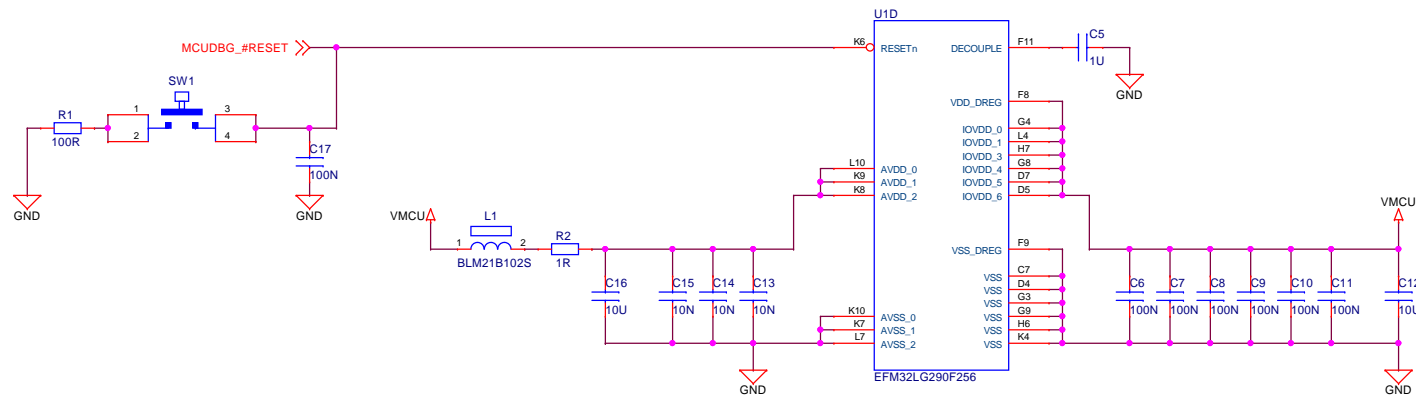 U1D
MCUDBG_#RESET
K6
RESETn
DECOUPLE
F11
C5
1U
GND
SW1
R1
100R
1
2
3
4
C17
100N
GND
GND
VDD_DREG
F8
IOVDD_0
G4
IOVDD_1
L4
IOVDD_3
H7
IOVDD_4
G8
IOVDD_5
D7
IOVDD_6
D5
L10
AVDD_0
K9
AVDD_1
K8
AVDD_2
VMCU
L1
1
2
BLM21B102S
R2
1R
C16
10U
C15
10N
C14
10N
C13
10N
VSS_DREG
F9
VSS
C7
VSS
D4
VSS
G3
VSS
G9
VSS
H6
VSS
K4
K10
AVSS_0
K7
AVSS_1
L7
AVSS_2
GND
EFM32LG290F256
VMCU
C6
100N
C7
100N
C8
100N
C9
100N
C10
100N
C11
100N
C12
10U
GND